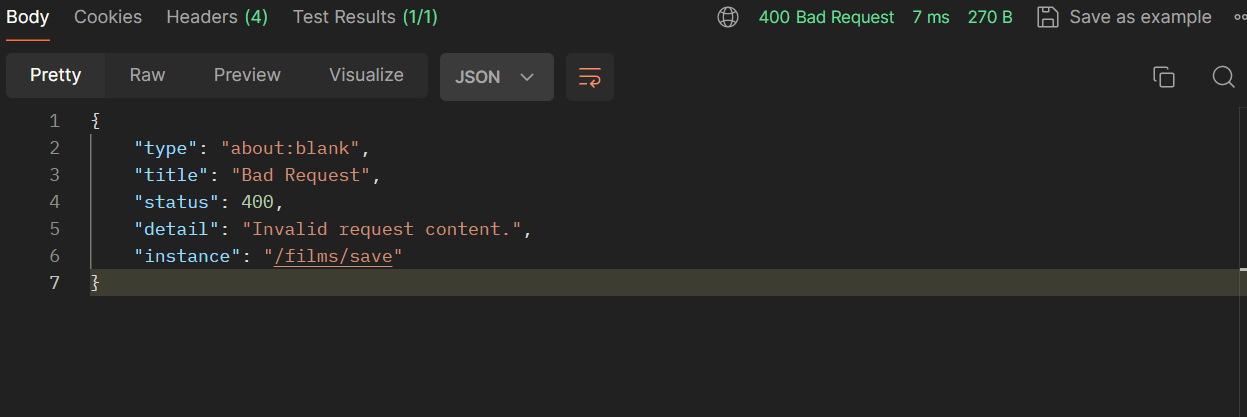 Body Cookies Headers (4) Test Results (1/1) 400 Bad Request 7 ms 270 B Save as example
Pretty Raw Preview Visualize JSON
1 {
2 "type": "about:blank",
3 "title": "Bad Request",
4 "status": 400,
5 "detail": "Invalid request content.",
6 "instance": "/films/save"
7 }